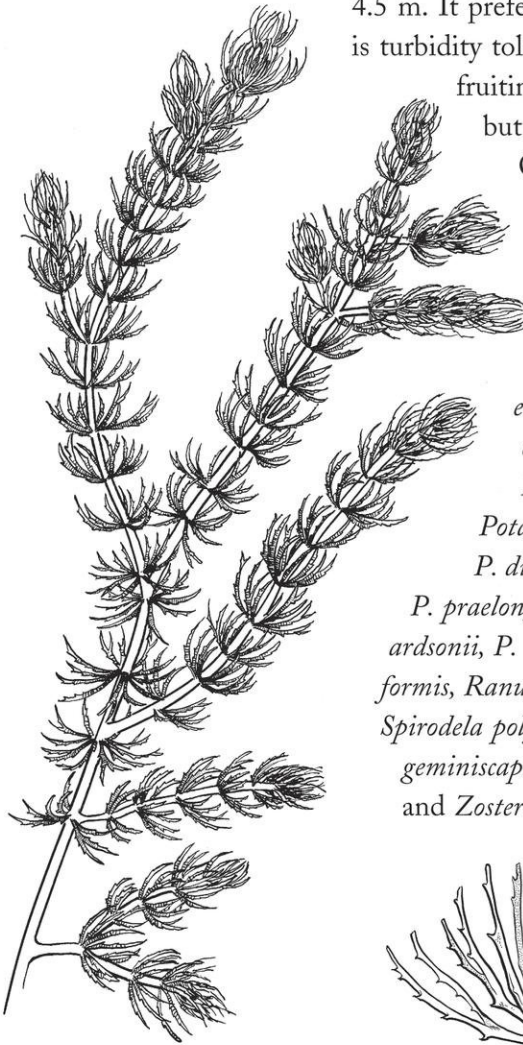 4.5 m. It prefe
is turbidity tol
fruitin
but
e
Pota
P. di
P. praelon
ardsonii, P.
formis, Ranu
Spirodela pol
geminiscap
and Zoster